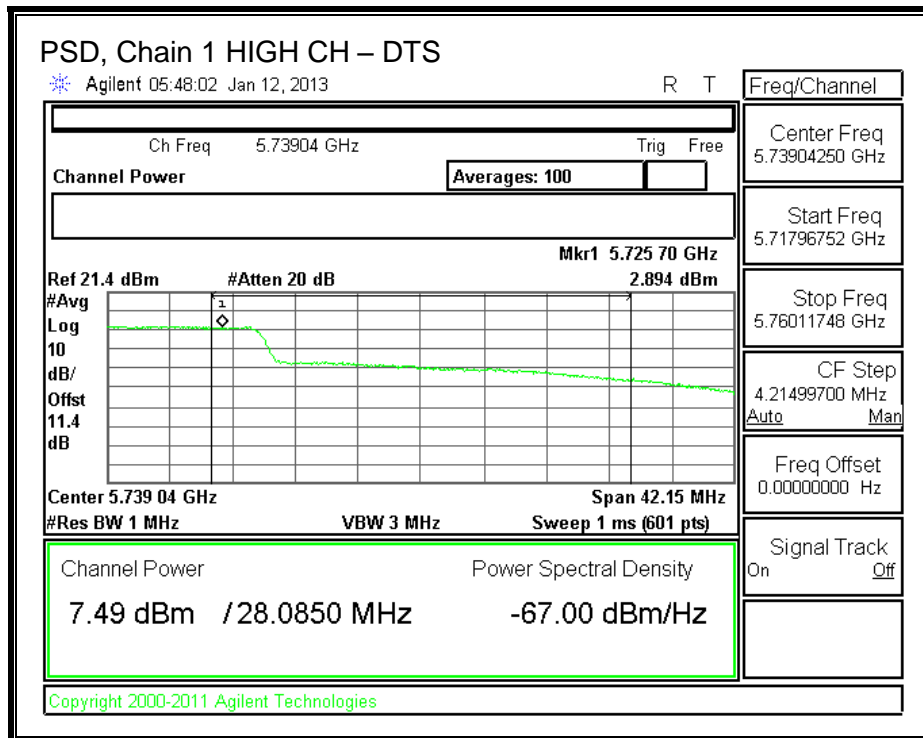 PSD, Chain 1 HIGH CH – DTS
Agilent 05:48:02 Jan 12, 2013 R T
Freq/Channel
Ch Freq 5.73904 GHz Trig Free
Channel Power Averages: 100
Mkr1 5.725 70 GHz
Ref 21.4 dBm #Atten 20 dB 2.894 dBm
#Avg
Log
10
dB/
Offst
11.4
dB
1
Center 5.739 04 GHz Span 42.15 MHz
#Res BW 1 MHz VBW 3 MHz Sweep 1 ms (601 pts)
Channel Power Power Spectral Density
7.49 dBm / 28.0850 MHz -67.00 dBm/Hz
Center Freq
5.73904250 GHz
Start Freq
5.71796752 GHz
Stop Freq
5.76011748 GHz
CF Step
4.21499700 MHz
Auto Man
Freq Offset
0.00000000 Hz
Signal Track
On Off
Copyright 2000-2011 Agilent Technologies